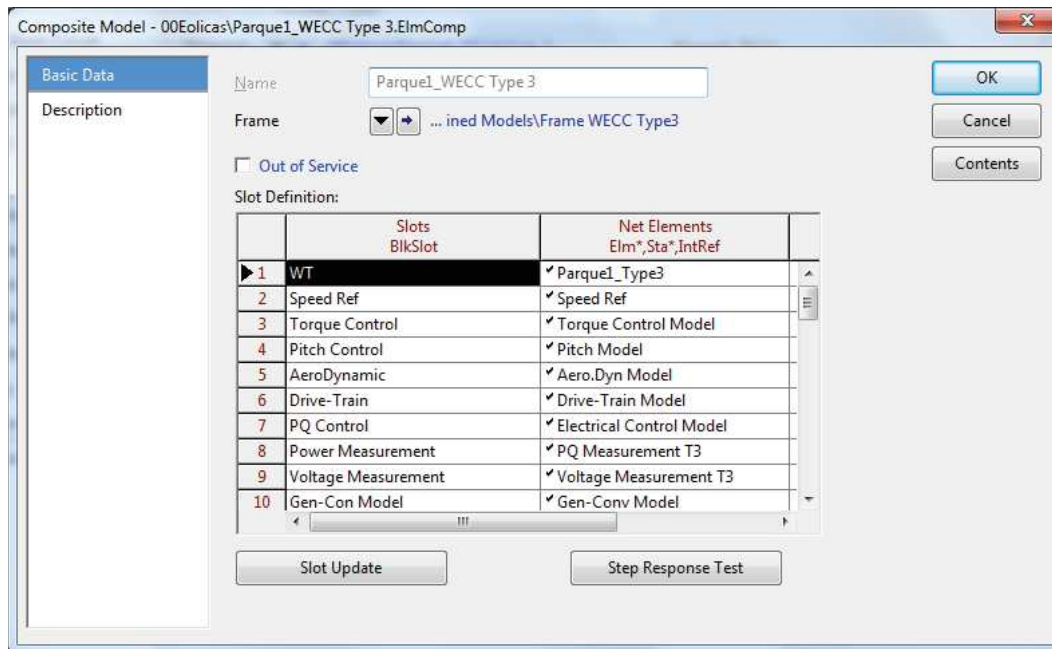 Composite Model - 00Eolicas\Parque1_WECC Type 3.ElmComp
Basic Data
Description
Name Parque1_WECC Type 3
Frame ... ined Models\Frame WECC Type3
Out of Service
Slot Definition:
Slots
BlkSlot
Net Elements
Elm*,Sta*,IntRef
1 WT Parque1_Type3
2 Speed Ref Speed Ref
3 Torque Control Torque Control Model
4 Pitch Control Pitch Model
5 AeroDynamic Aero.Dyn Model
6 Drive-Train Drive-Train Model
7 PQ Control Electrical Control Model
8 Power Measurement PQ Measurement T3
9 Voltage Measurement Voltage Measurement T3
10 Gen-Con Model Gen-Conv Model
Slot Update
Step Response Test
OK
Cancel
Contents